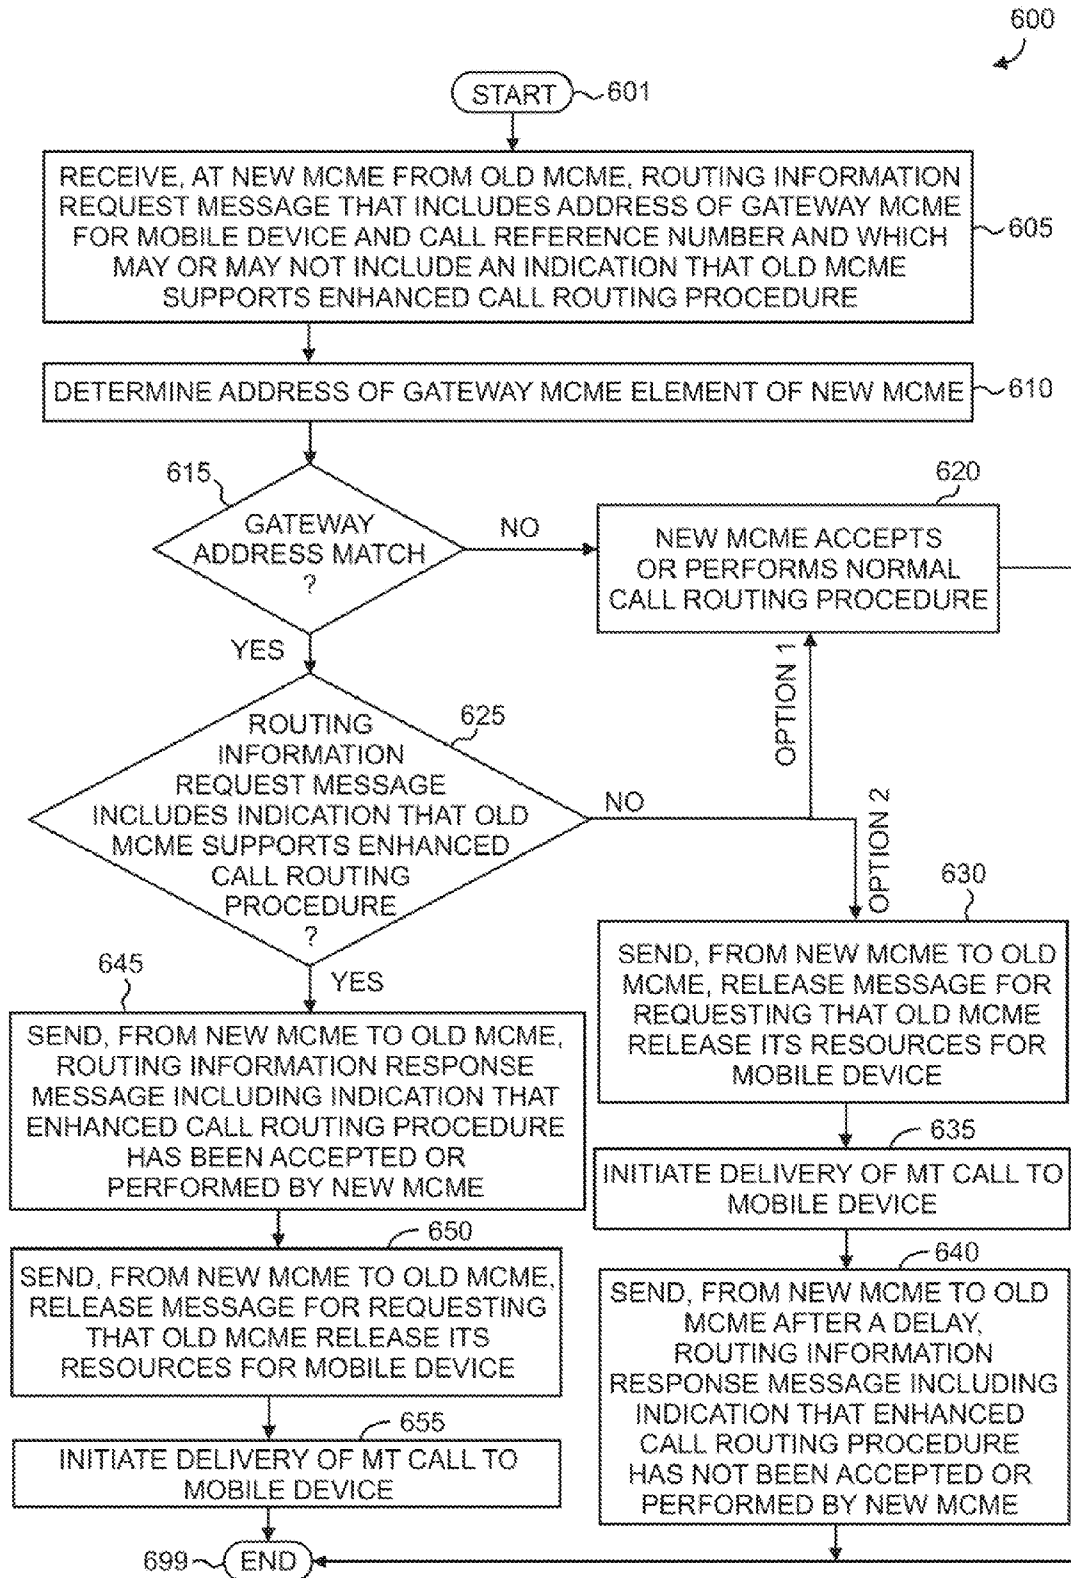 600
START
601
RECEIVE, AT NEW MCME FROM OLD MCME, ROUTING INFORMATION
REQUEST MESSAGE THAT INCLUDES ADDRESS OF GATEWAY MCME
FOR MOBILE DEVICE AND CALL REFERENCE NUMBER AND WHICH
MAY OR MAY NOT INCLUDE AN INDICATION THAT OLD MCME
SUPPORTS ENHANCED CALL ROUTING PROCEDURE
605
DETERMINE ADDRESS OF GATEWAY MCME ELEMENT OF NEW MCME
610
615
GATEWAY
ADDRESS MATCH
?
NO
YES
620
NEW MCME ACCEPTS
OR PERFORMS NORMAL
CALL ROUTING PROCEDURE
625
ROUTING
INFORMATION
REQUEST MESSAGE
INCLUDES INDICATION THAT OLD
MCME SUPPORTS ENHANCED
CALL ROUTING
PROCEDURE
?
NO
YES
OPTION 1
OPTION 2
630
SEND, FROM NEW MCME TO OLD
MCME, RELEASE MESSAGE FOR
REQUESTING THAT OLD MCME
RELEASE ITS RESOURCES FOR
MOBILE DEVICE
635
INITIATE DELIVERY OF MT CALL TO
MOBILE DEVICE
640
SEND, FROM NEW MCME TO OLD
MCME AFTER A DELAY,
ROUTING INFORMATION
RESPONSE MESSAGE INCLUDING
INDICATION THAT ENHANCED
CALL ROUTING PROCEDURE
HAS NOT BEEN ACCEPTED OR
PERFORMED BY NEW MCME
645
SEND, FROM NEW MCME TO OLD MCME,
ROUTING INFORMATION RESPONSE
MESSAGE INCLUDING INDICATION THAT
ENHANCED CALL ROUTING PROCEDURE
HAS BEEN ACCEPTED OR
PERFORMED BY NEW MCME
650
SEND, FROM NEW MCME TO OLD MCME,
RELEASE MESSAGE FOR REQUESTING
THAT OLD MCME RELEASE ITS
RESOURCES FOR MOBILE DEVICE
655
INITIATE DELIVERY OF MT CALL TO
MOBILE DEVICE
699
END